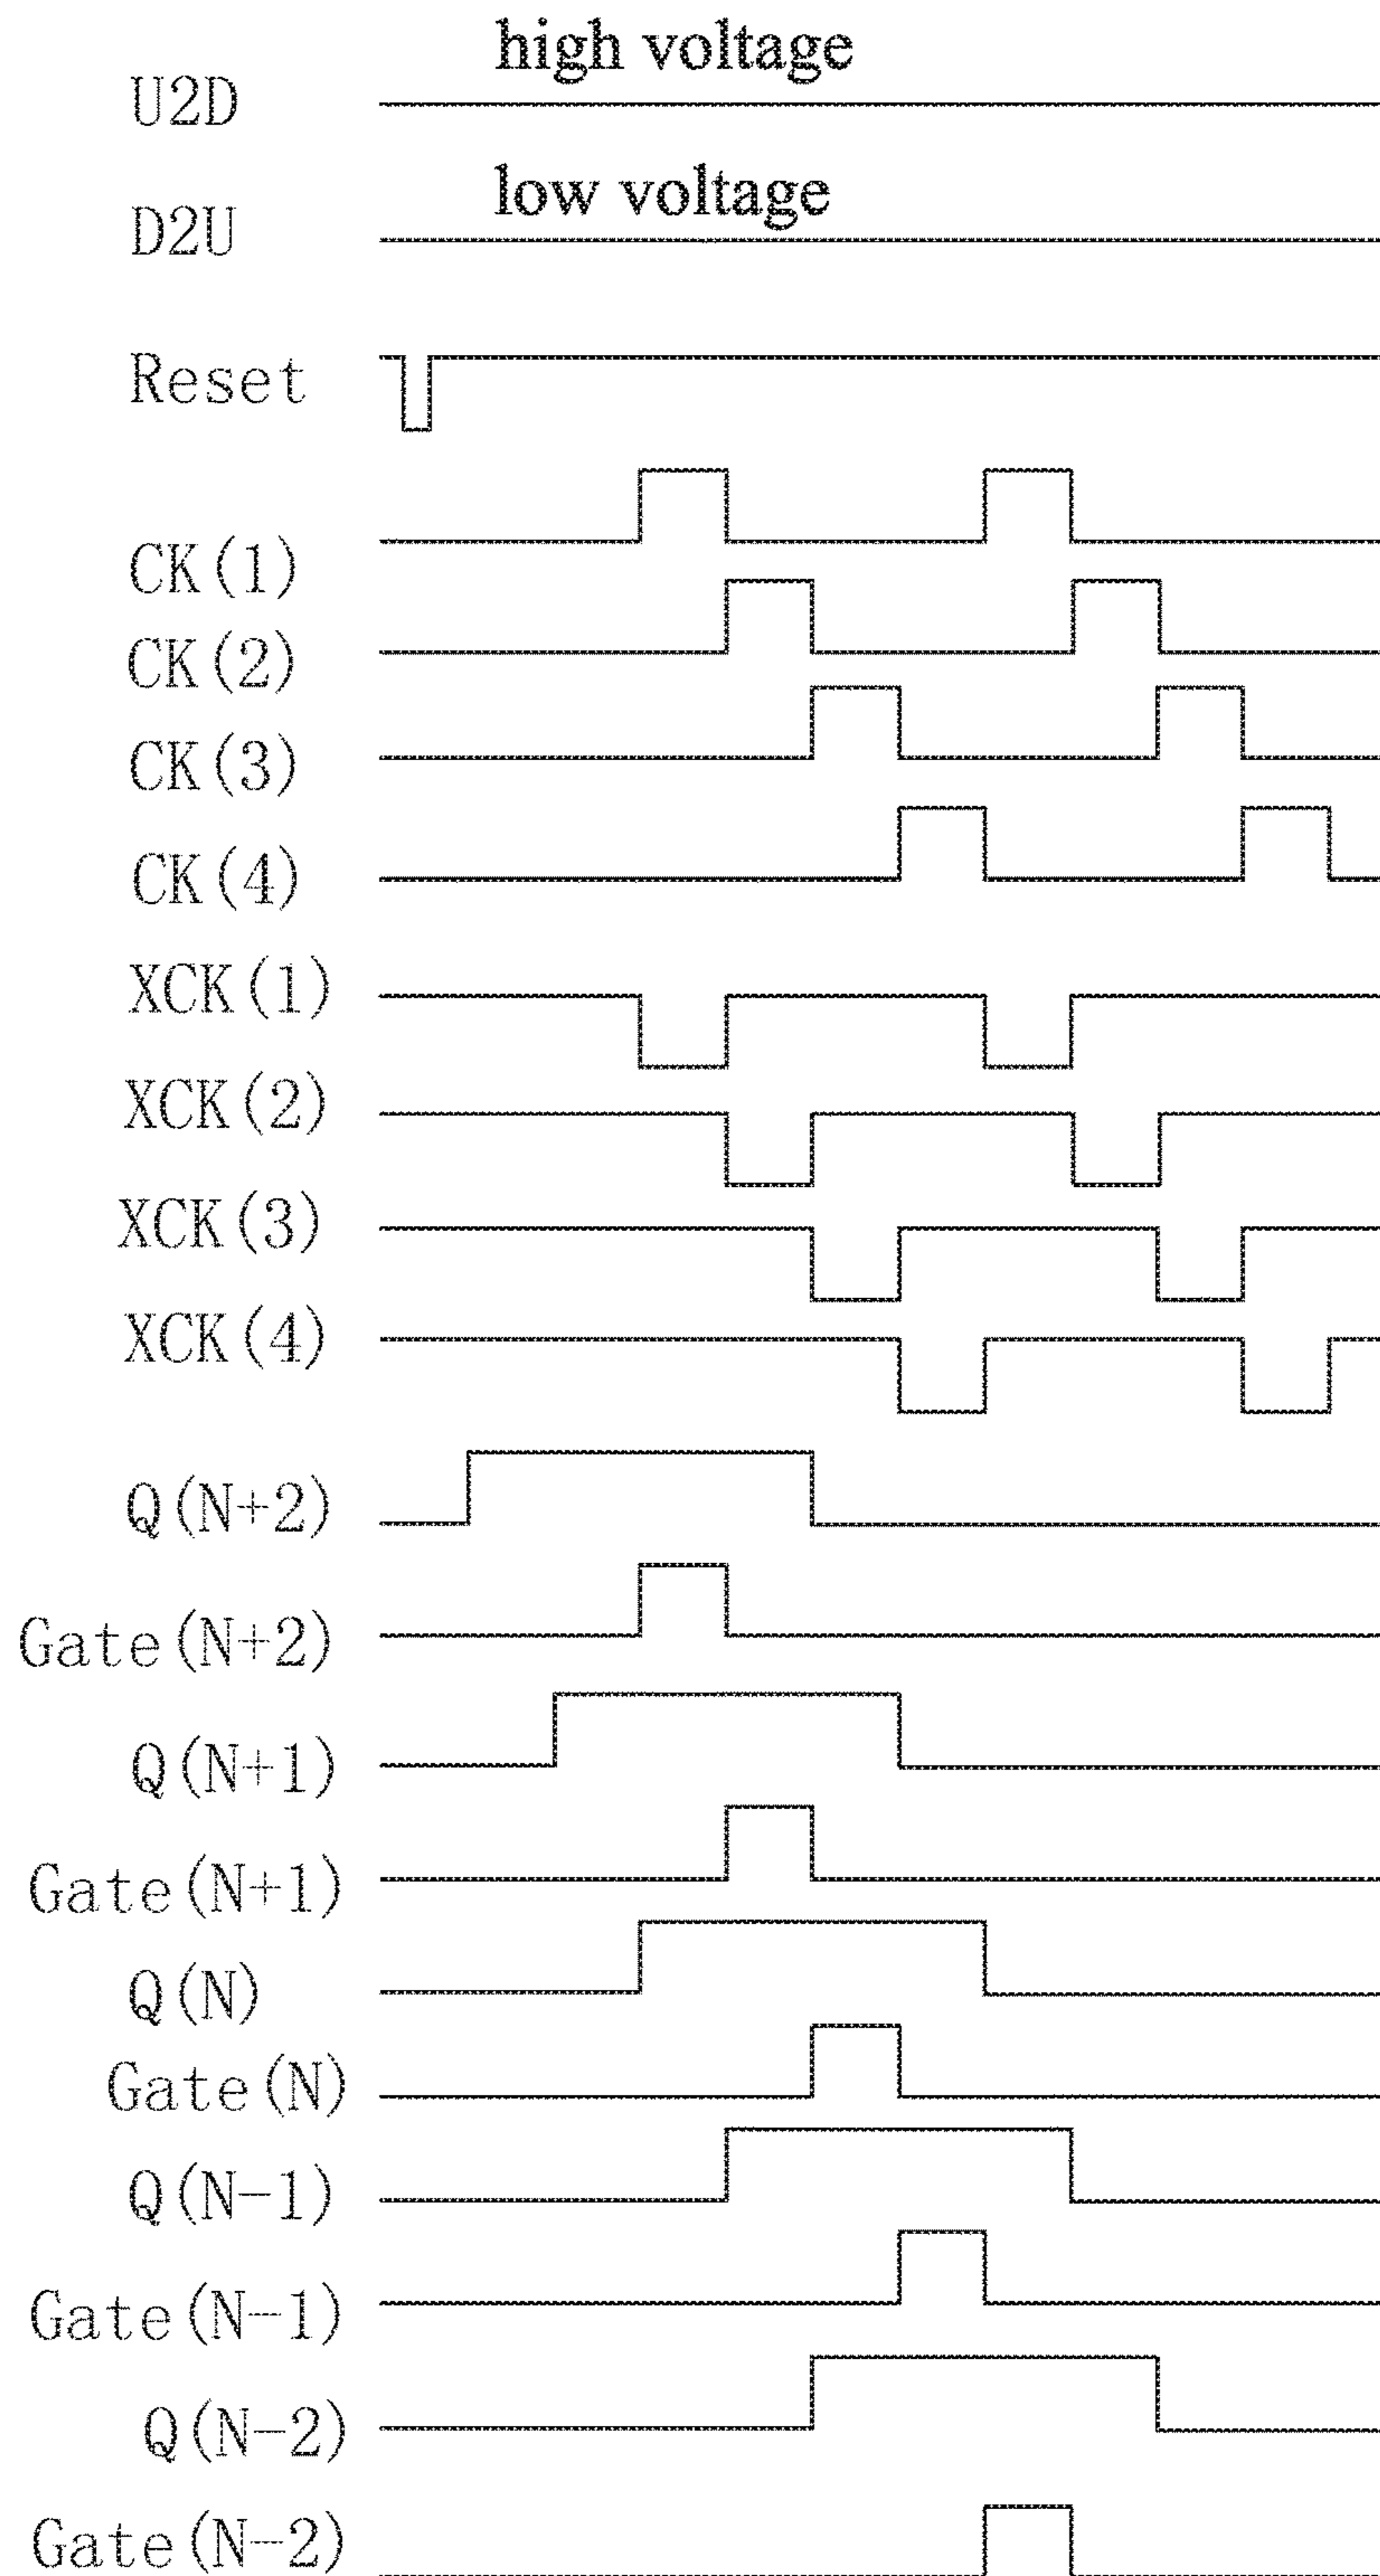 high voltage
U2D
low voltage
D2U
Reset
CK(1)
CK(2)
CK(3)
CK(4)
XCK(1)
XCK(2)
XCK(3)
XCK(4)
Q(N+2)
Gate(N+2)
Q(N+1)
Gate(N+1)
Q(N)
Gate(N)
Q(N-1)
Gate(N-1)
Q(N-2)
Gate(N-2)